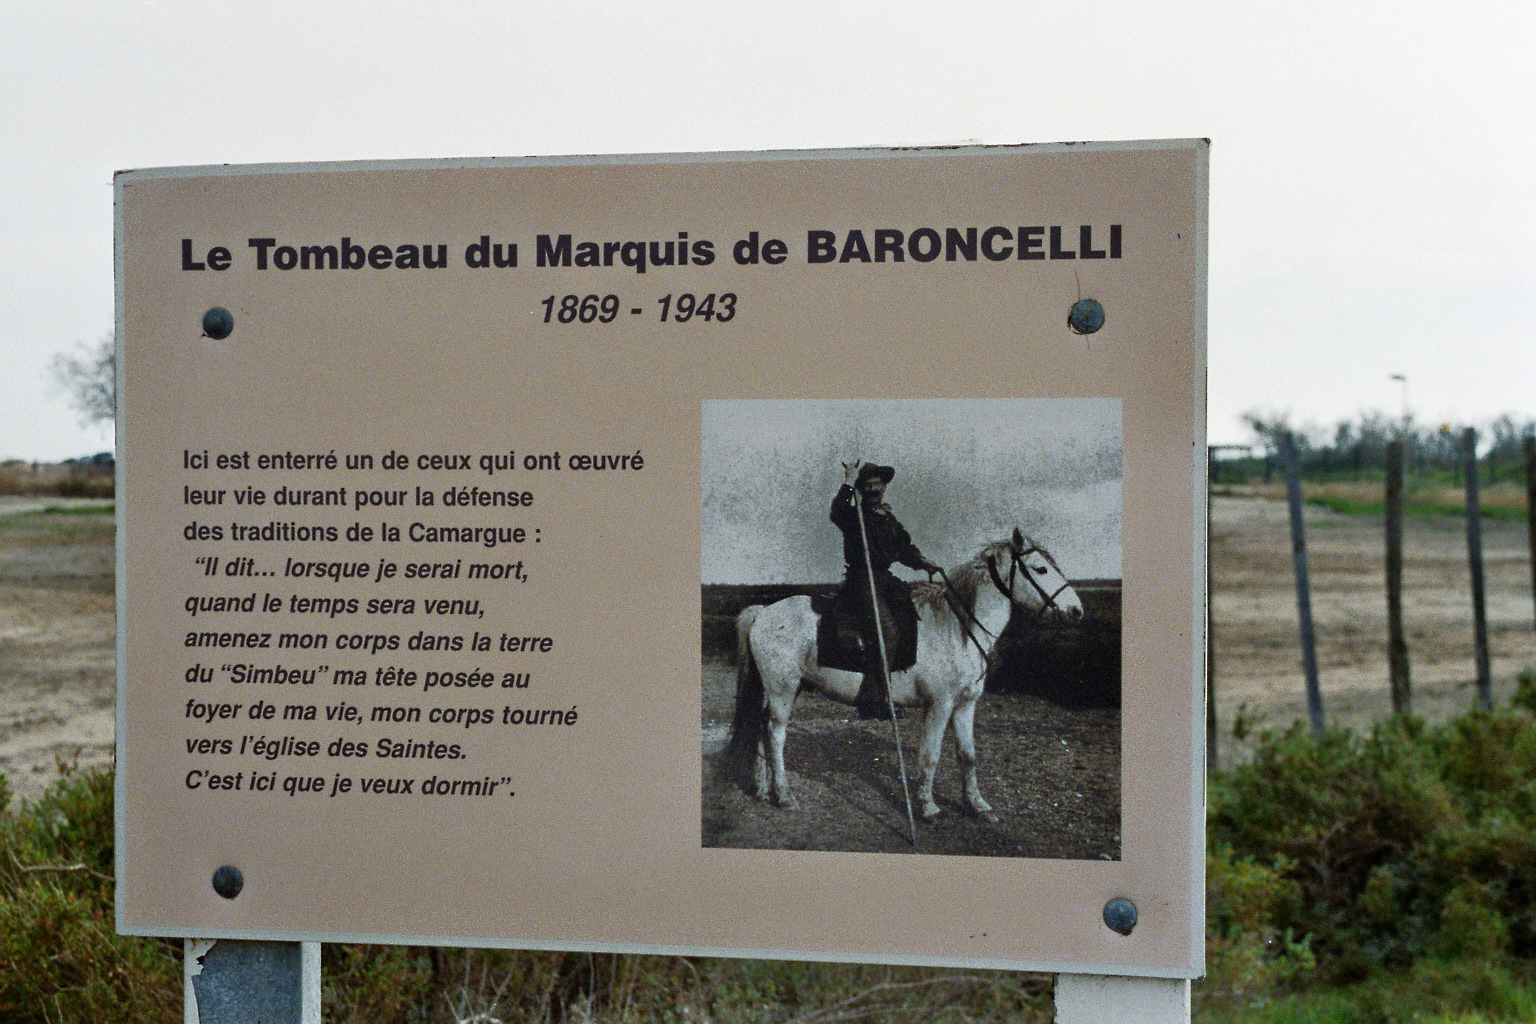 Le Tombeau du Marquis de BARONCELLI
1869 - 1943
Ici est enterré un de ceux qui ont œuvré
leur vie durant pour la défense
des traditions de la Camargue :
“Il dit... lorsque je serai mort,
quand le temps sera venu,
amenez mon corps dans la terre
du “Simbeu” ma tête posée au
foyer de ma vie, mon corps tourné
vers l’église des Saintes.
C’est ici que je veux dormir”.